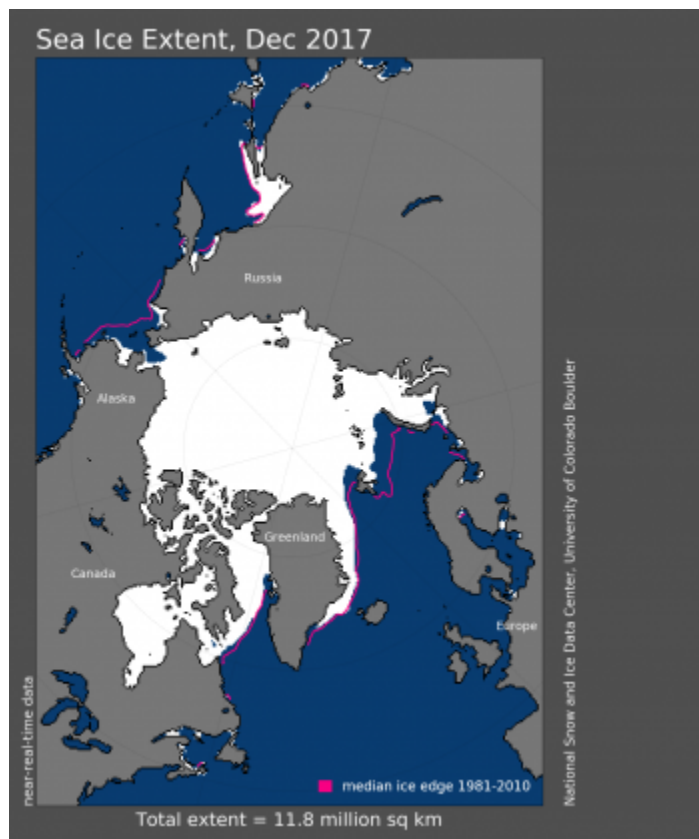 Sea Ice Extent, Dec 2017
Russia
Alaska
Greenland
Canada
Europe
near-real-time data
National Snow and Ice Data Center, University of Colorado Boulder
median ice edge 1981-2010
Total extent = 11.8 million sq km